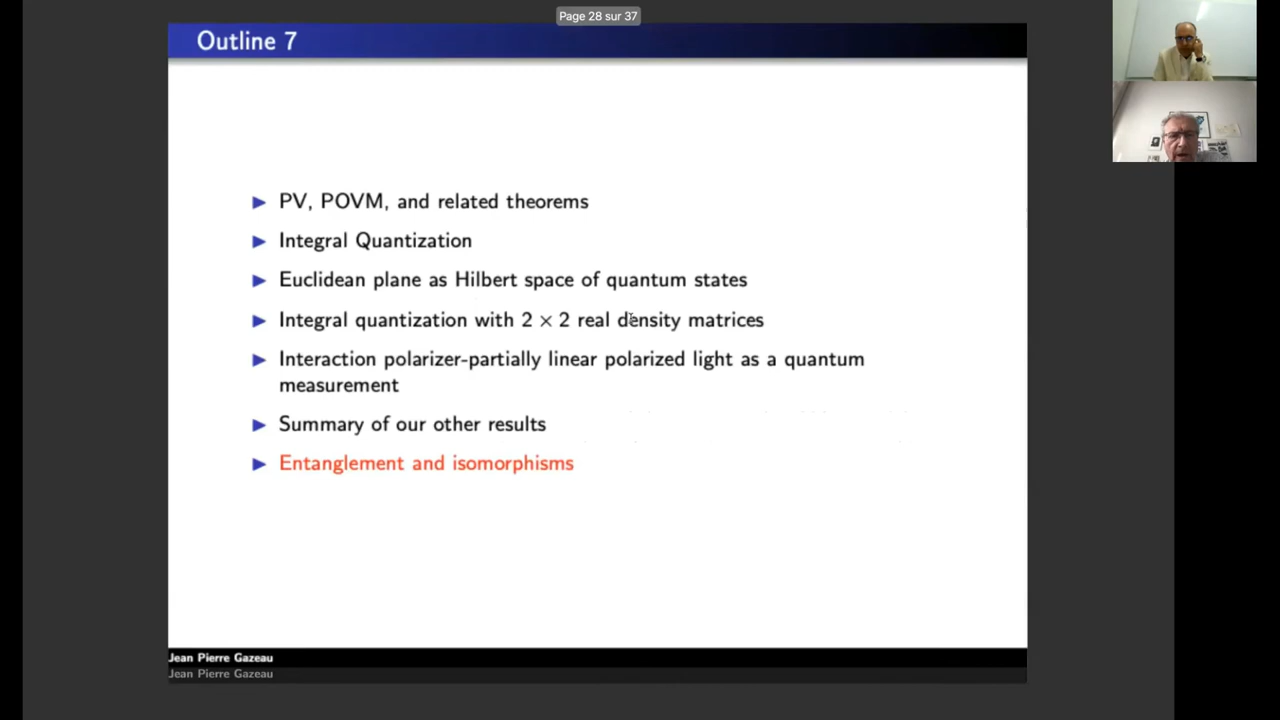 Page 28 sur 37
Outline 7
PV, POVM, and related theorems
Integral Quantization
Euclidean plane as Hilbert space of quantum states
Integral quantization with 2 × 2 real density matrices
Interaction polarizer-partially linear polarized light as a quantum
measurement
Summary of our other results
Entanglement and isomorphisms
Jean Pierre Gazeau
Jean Pierre Gazeau